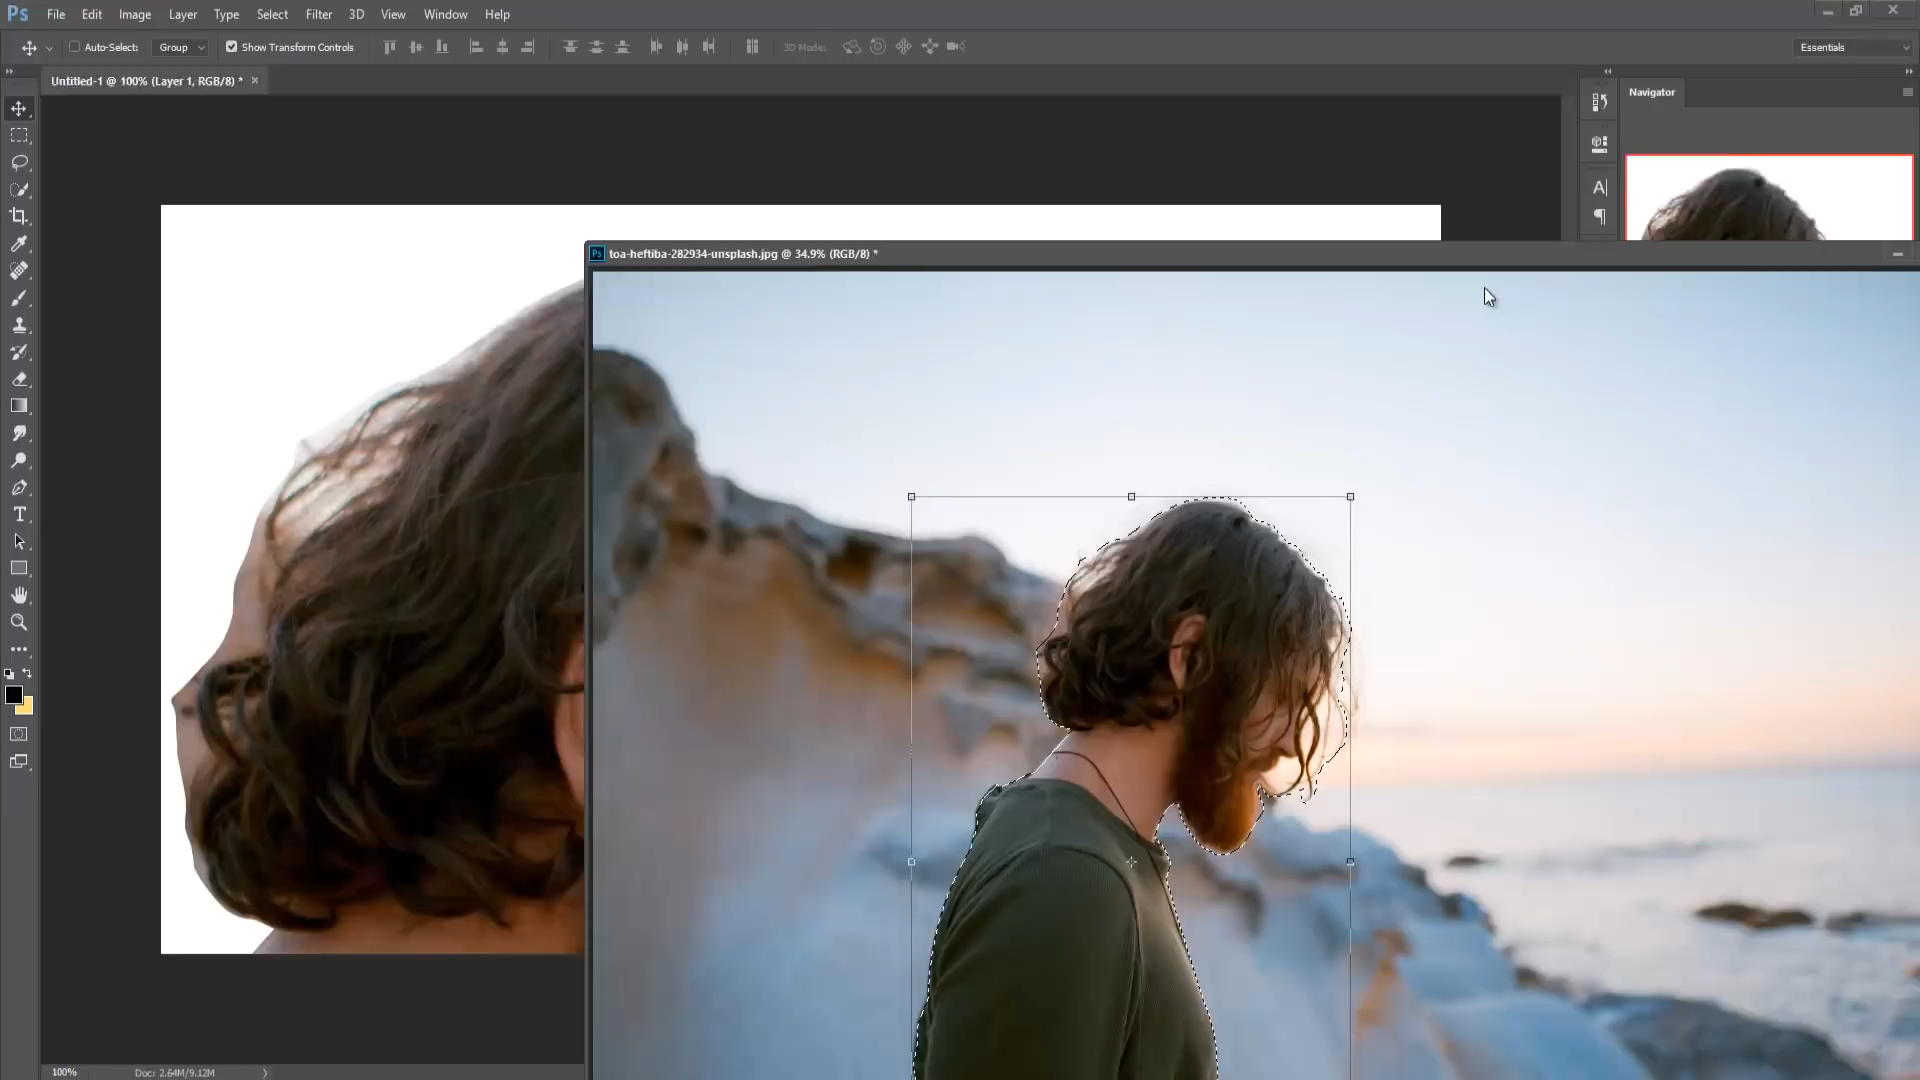 Ps File Edit Image Layer Type Select Filter 3D View Window Help
Auto-Select: Group Show Transform Controls 3D Mode: Essentials
Untitled-1 @ 100% (Layer 1, RGB/8) *
Navigator
Ps toa-heftiba-282934-unsplash.jpg @ 34.9% (RGB/8) *
100% Doc: 2.64M/9.12M